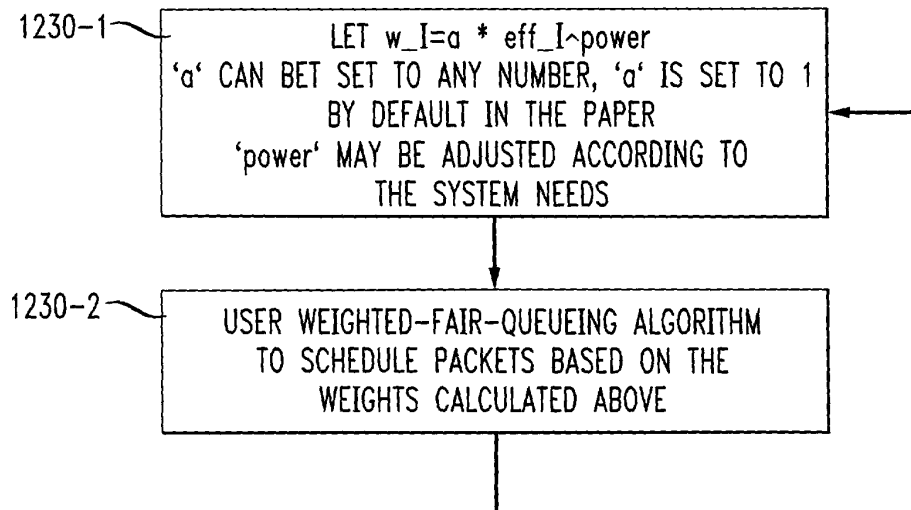 1230-1
LET w_I=a * eff_I^power
‘a‘ CAN BET SET TO ANY NUMBER, ‘a‘ IS SET TO 1
BY DEFAULT IN THE PAPER
‘power‘ MAY BE ADJUSTED ACCORDING TO
THE SYSTEM NEEDS
1230-2
USER WEIGHTED-FAIR-QUEUEING ALGORITHM
TO SCHEDULE PACKETS BASED ON THE
WEIGHTS CALCULATED ABOVE